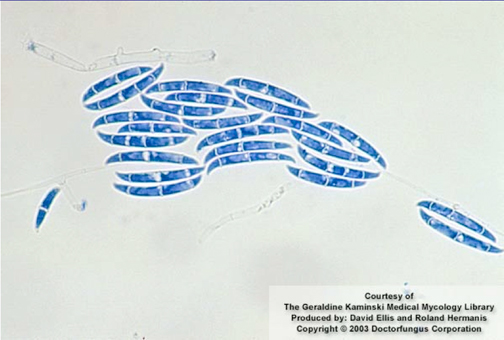 Courtesy of
The Geraldine Kaminski Medical Mycology Library
Produced by: David Ellis and Roland Hermanis
Copyright © 2003 Doctorfungus Corporation